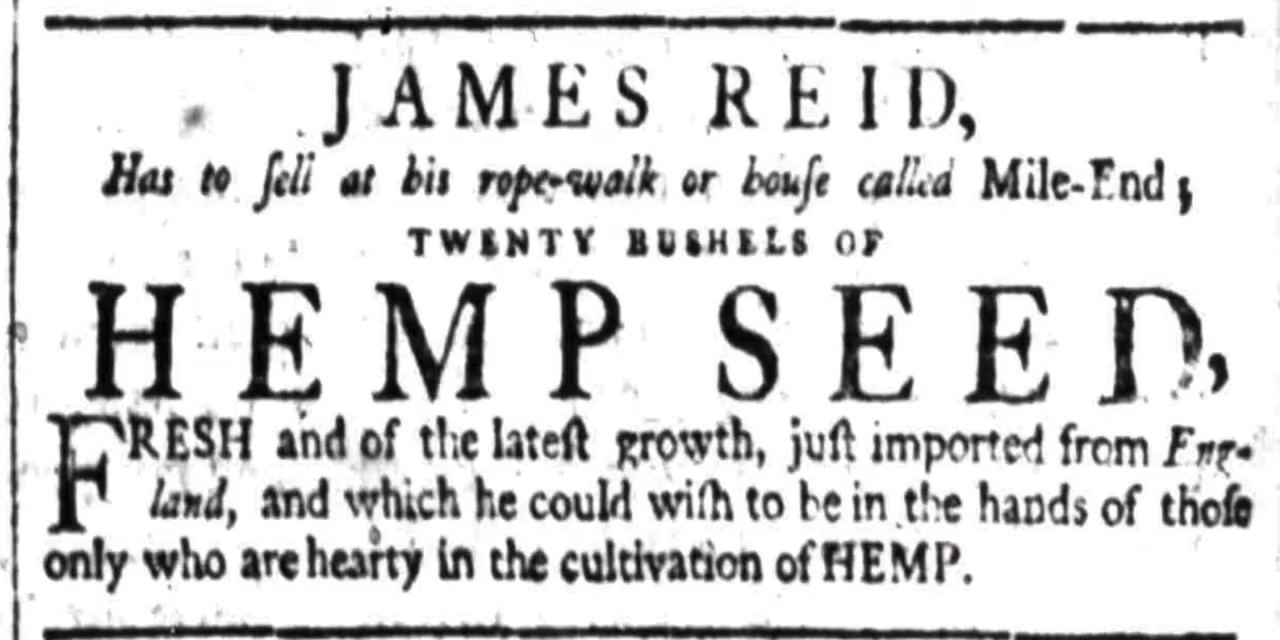 JAMES REID,
Has to ſell at his rope-walk or houſe called Mile-End;
TWENTY BUSHELS OF
HEMP SEED,
FRESH and of the lateſt growth, juſt imported from Eng-
land, and which he could wiſh to be in the hands of thoſe
only who are hearty in the cultivation of HEMP.